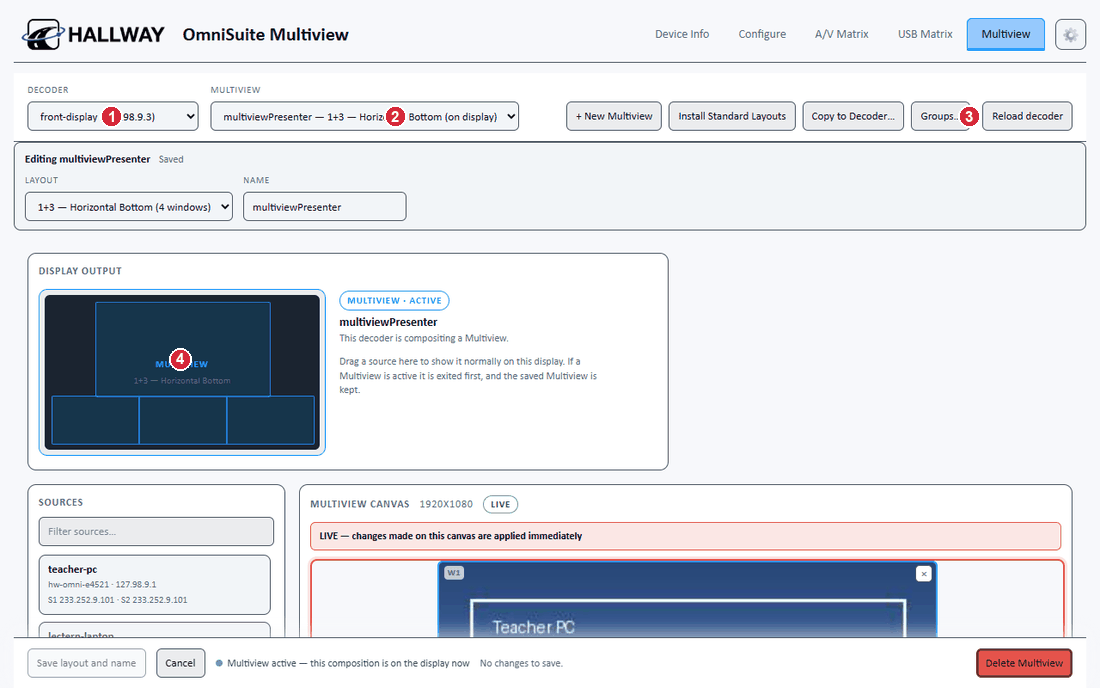 HALLWAY OmniSuite Multiview Device Info Configure A/V Matrix USB Matrix Multiview
DECODER MULTIVIEW
front-display 1 98.9.3) multiviewPresenter — 1+3 — Horiz 2 Bottom (on display) + New Multiview Install Standard Layouts Copy to Decoder... Groups.. 3 Reload decoder
Editing multiviewPresenter Saved
LAYOUT NAME
1+3 — Horizontal Bottom (4 windows) multiviewPresenter
DISPLAY OUTPUT
MULTIVIEW · ACTIVE
multiviewPresenter
This decoder is compositing a Multiview.
Drag a source here to show it normally on this display. If a
Multiview is active it is exited first, and the saved Multiview is
kept.
4
1+3 — Horizontal Bottom
SOURCES
Filter sources...
teacher-pc
hw-omni-e4521 · 127.98.9.1
S1 233.252.9.101 · S2 233.252.9.101
lectern-laptop
MULTIVIEW CANVAS 1920X1080 LIVE
LIVE — changes made on this canvas are applied immediately
W1 ×
Teacher PC
Save layout and name Cancel Multiview active — this composition is on the display now No changes to save. Delete Multiview